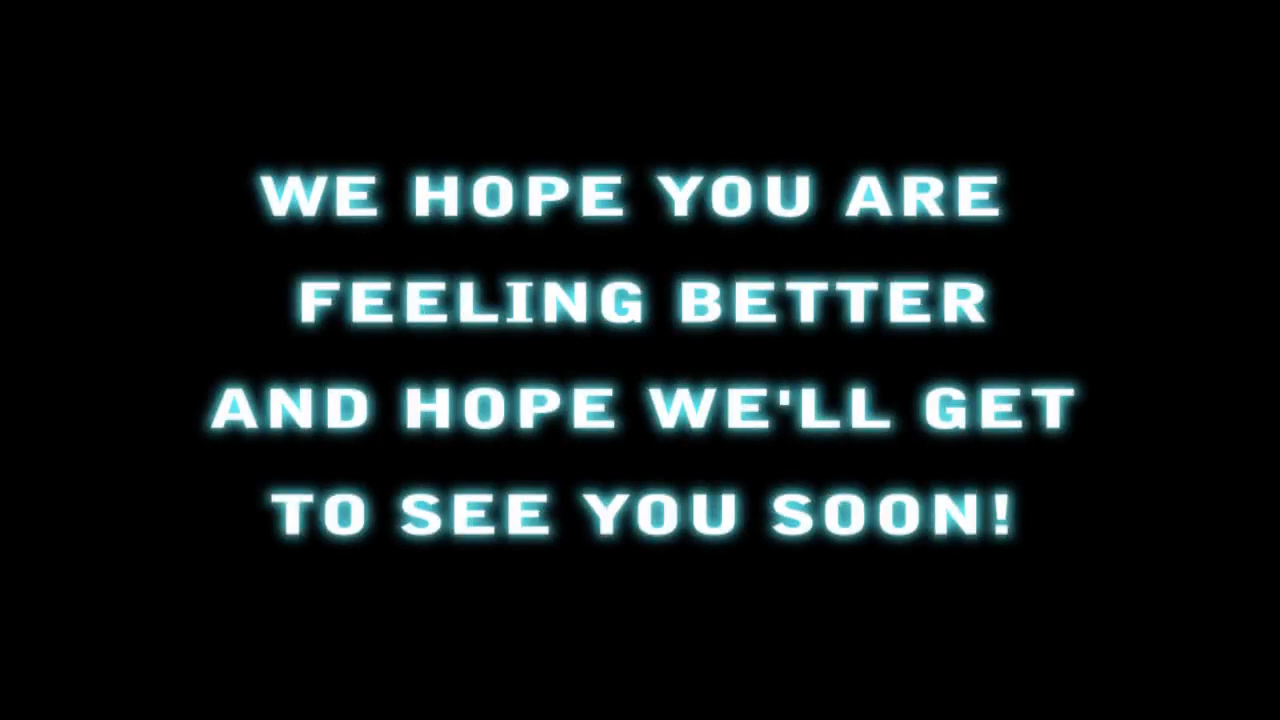 WE HOPE YOU ARE
FEELING BETTER
AND HOPE WE'LL GET
TO SEE YOU SOON!